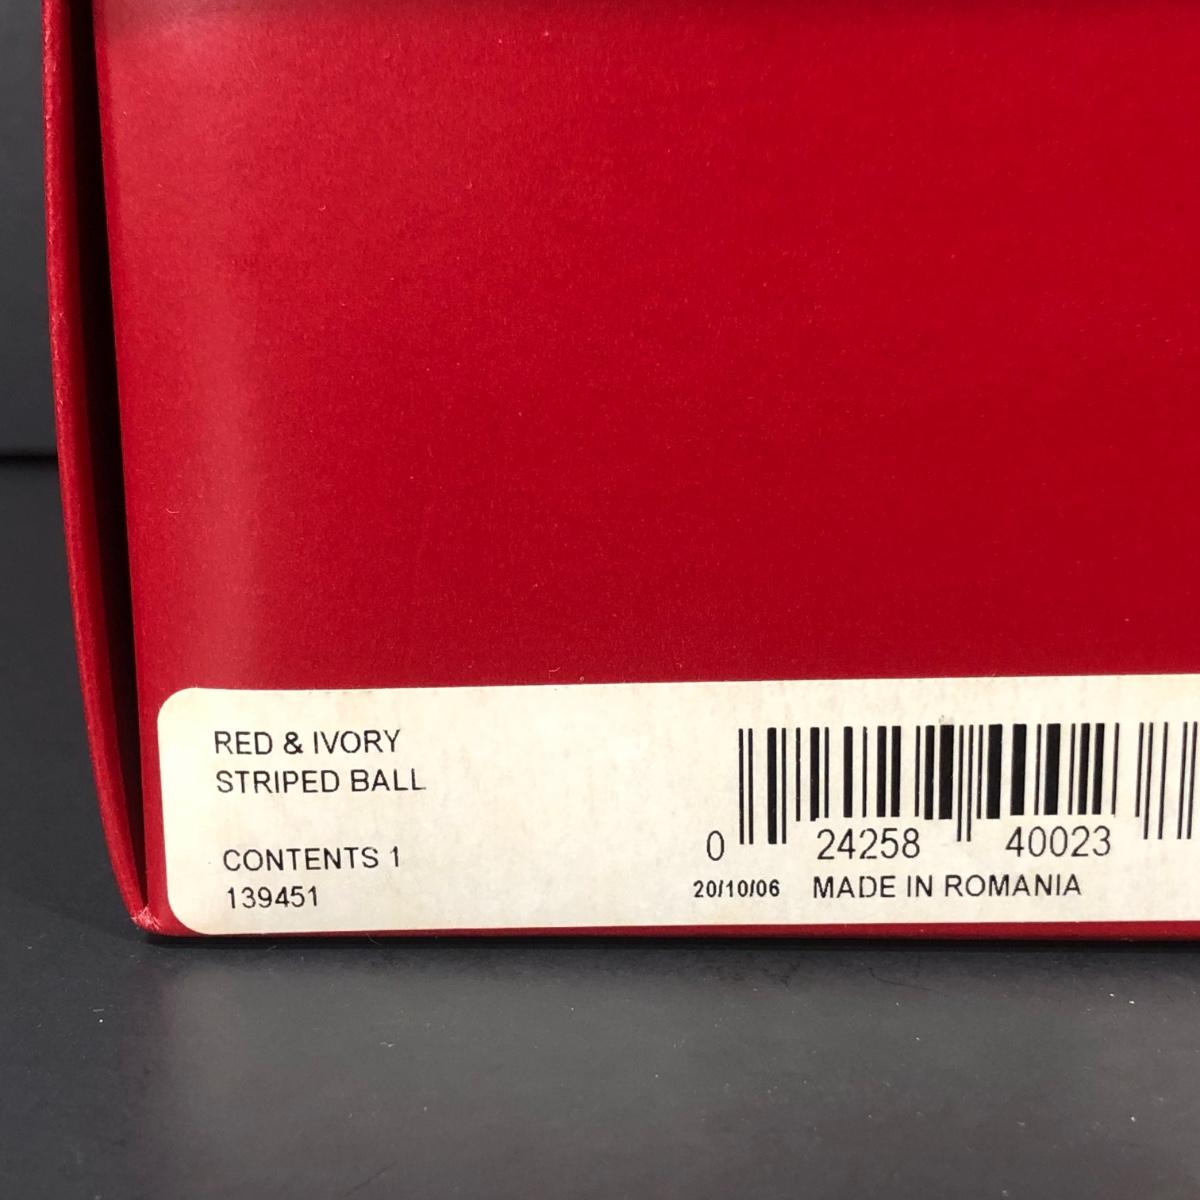 RED & IVORY
STRIPED BALL
CONTENTS 1
139451
0 24258 40023
20/10/06 MADE IN ROMANIA